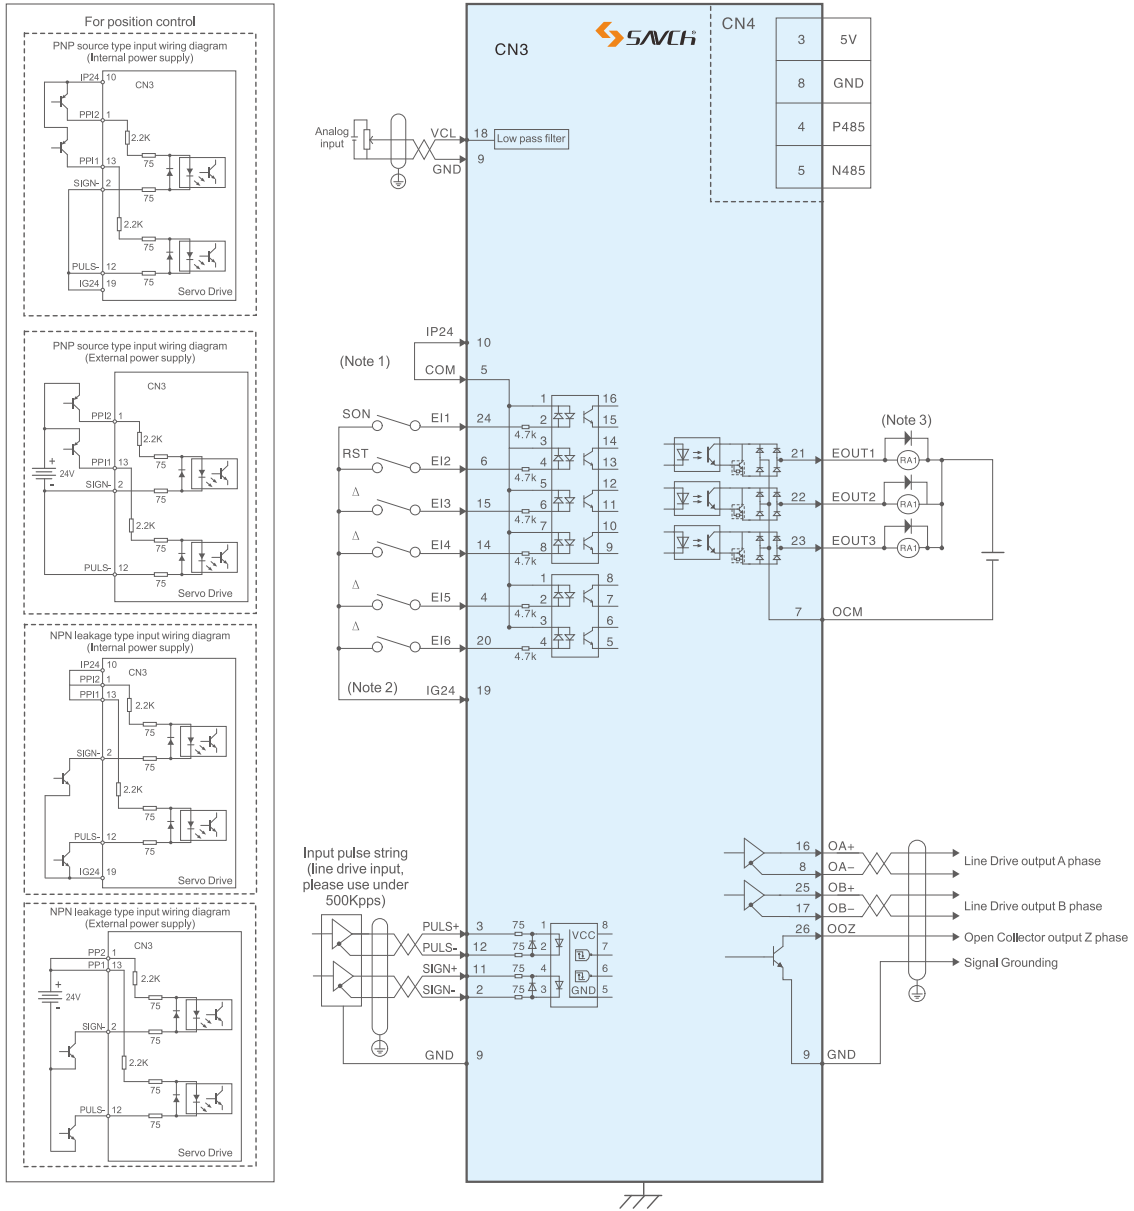 For position control
PNP source type input wiring diagram
(Internal power supply)
IP24 10
CN3
PPI2 1
2.2K
PPI1 13
75
SIGN- 2
75
2.2K
75
PULS- 12
75
IG24 19
Servo Drive
PNP source type input wiring diagram
(External power supply)
CN3
PPI2 1
2.2K
+
24V
-
PPI1 13
75
SIGN- 2
75
2.2K
75
PULS- 12
75
Servo Drive
NPN leakage type input wiring diagram
(Internal power supply)
IP24 10
CN3
PPI2 1
PPI1 13
2.2K
75
SIGN- 2
75
2.2K
75
PULS- 12
75
IG24 19
Servo Drive
NPN leakage type input wiring diagram
(External power supply)
CN3
PP2 1
PP1 13
2.2K
+
24V
-
75
SIGN- 2
75
2.2K
75
PULS- 12
75
Servo Drive
CN3
SAVCH
CN4
3 5V
8 GND
4 P485
5 N485
Analog
input
VCL 18 Low pass filter
GND 9
(Note 1)
IP24 10
COM 5
SON EI1 24 4.7k 1 2 16 15
RST EI2 6 4.7k 3 4 14 13
Δ EI3 15 4.7k 5 6 12 11
Δ EI4 14 4.7k 7 8 10 9
Δ EI5 4 4.7k 1 2 8 7
Δ EI6 20 4.7k 3 4 6 5
(Note 2) IG24 19
(Note 3)
21 EOUT1 RA1
22 EOUT2 RA1
23 EOUT3 RA1
7 OCM
Input pulse string
(line drive input,
please use under
500Kpps)
PULS+ 3 75 1 VCC 8
PULS- 12 75 2 7
SIGN+ 11 75 4 6
SIGN- 2 75 3 GND 5
GND 9
16 OA+
8 OA-
Line Drive output A phase
25 OB+
17 OB-
Line Drive output B phase
26 OOZ
Open Collector output Z phase
Signal Grounding
9 GND